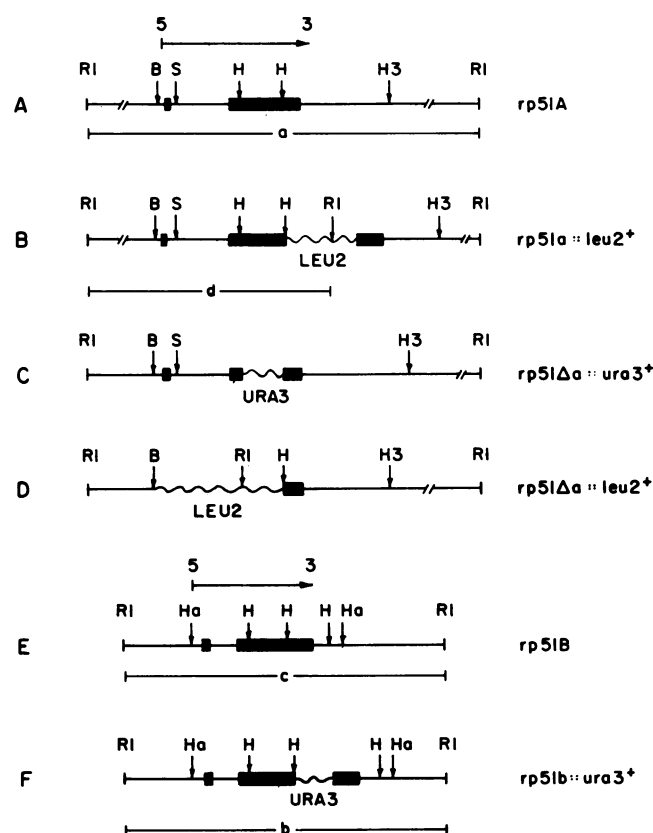 5 3
RI B S H H H3 RI
A rp51A
a
RI B S H H RI H3 RI
B rp51a::leu2+
LEU2
d
RI B S H3 RI
C rp51Δa::ura3+
URA3
RI B RI H H3 RI
D rp51Δa::leu2+
LEU2
5 3
RI Ha H H H Ha RI
E rp51B
c
RI Ha H H H Ha RI
F rp51b::ura3+
URA3
b